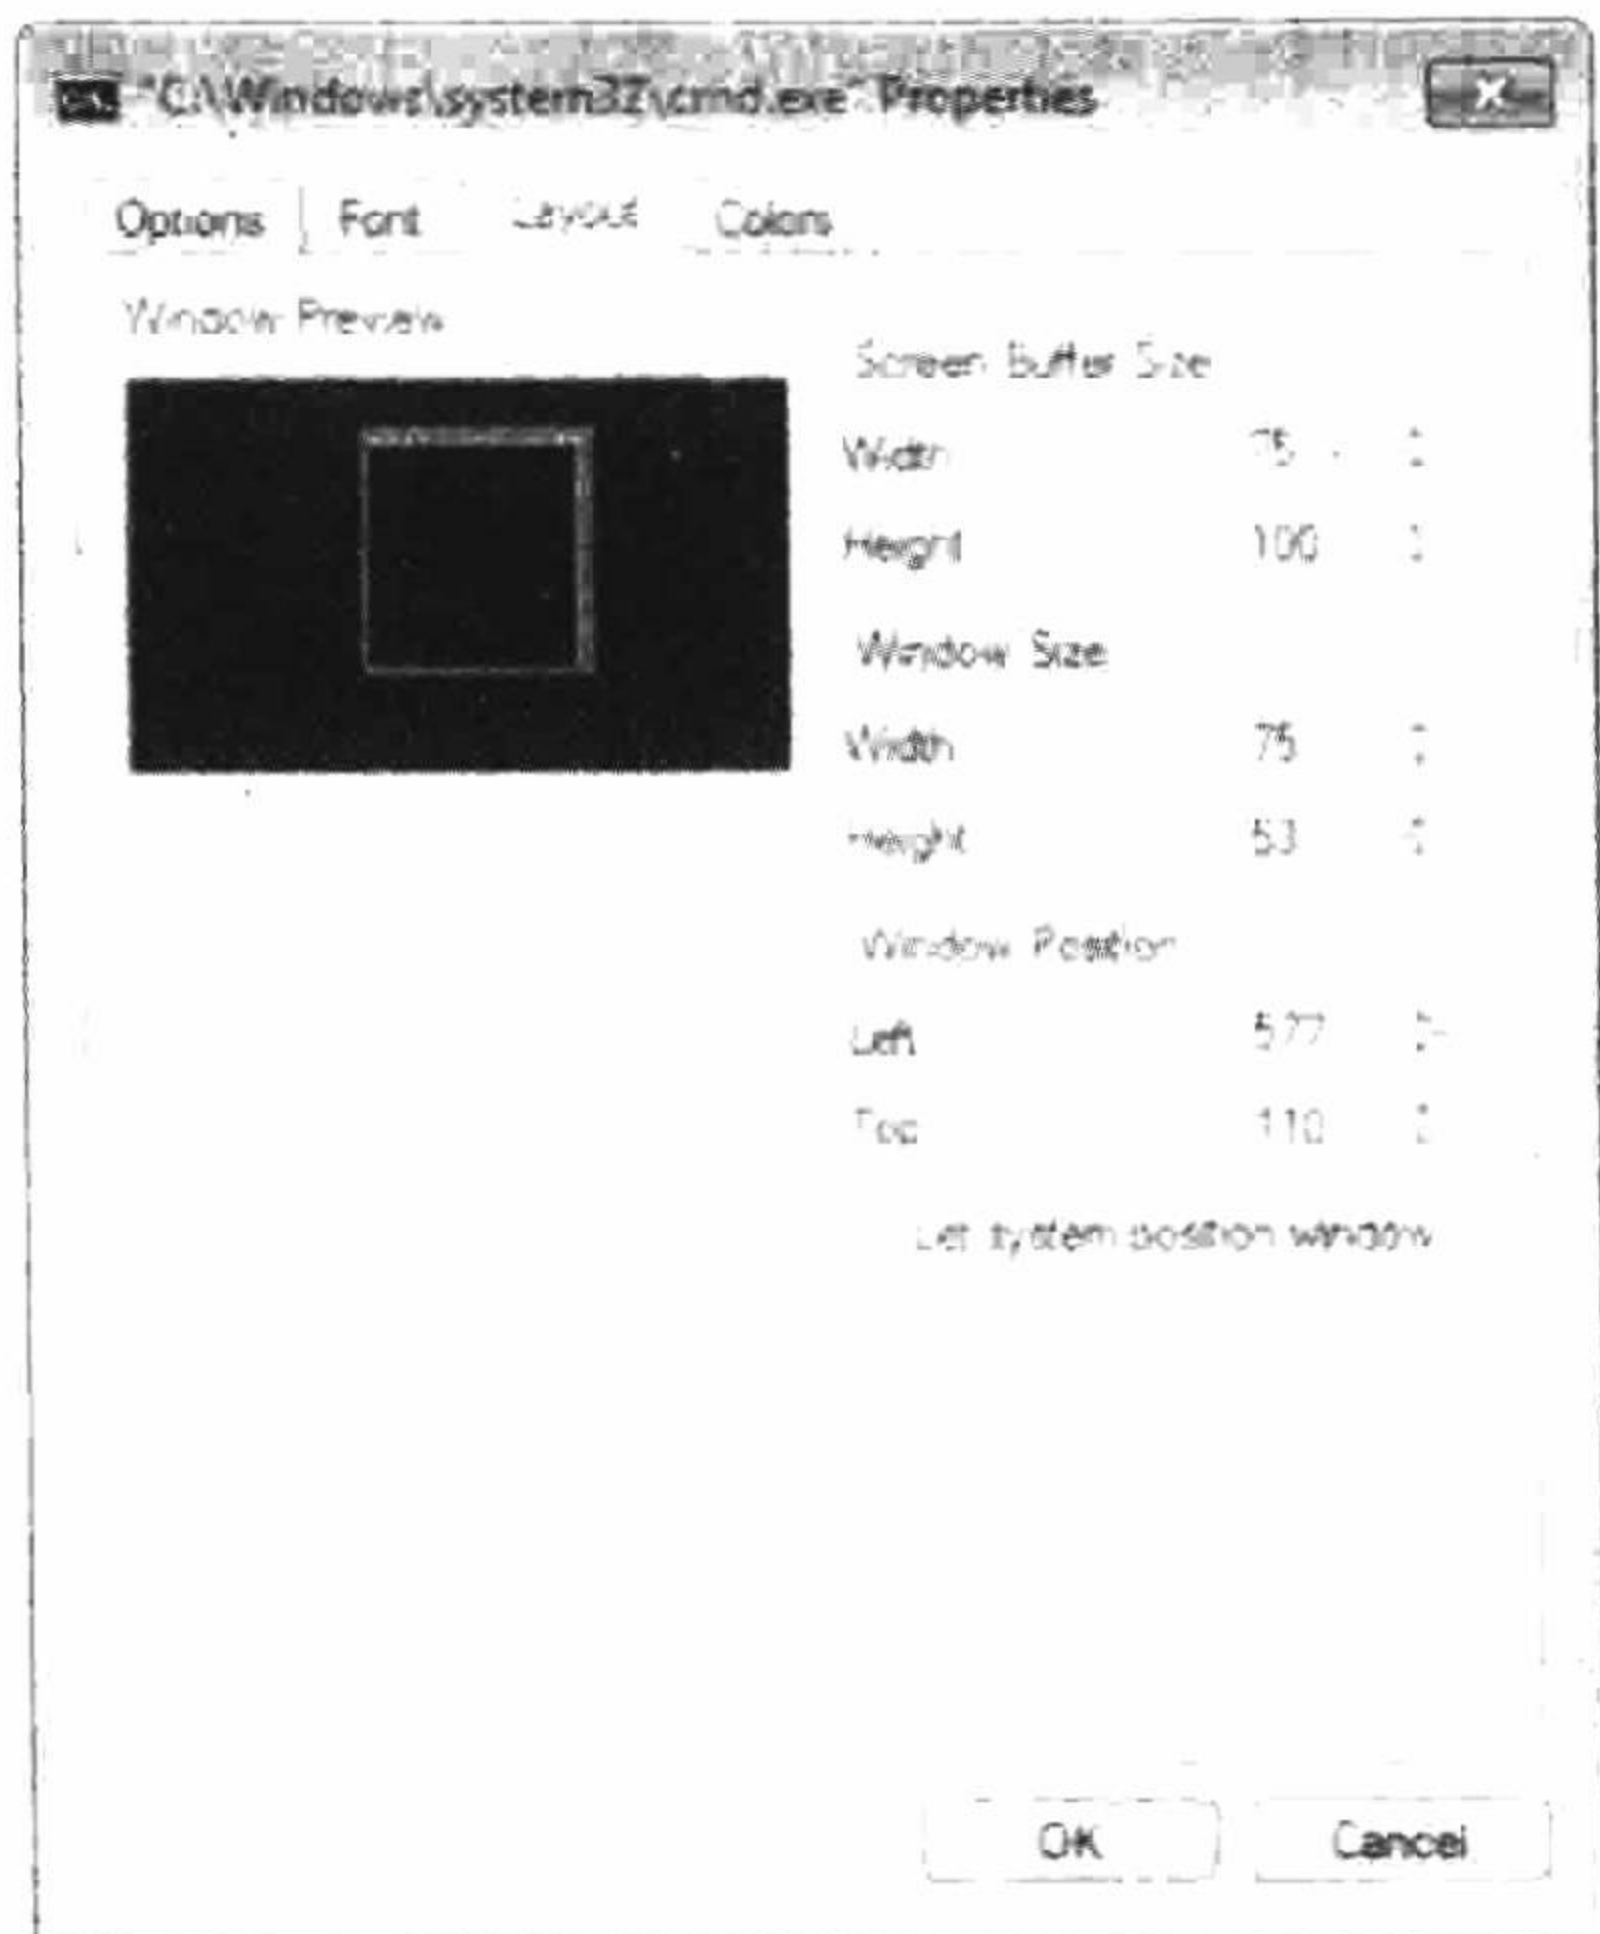 "C:\Windows\system32\cmd.exe" Properties
Options Font Layout Colors
Window Preview
Screen Buffer Size
Width 75
Height 100
Window Size
Width 75
Height 53
Window Position
Left 577
Top 110
Let system position window
OK Cancel